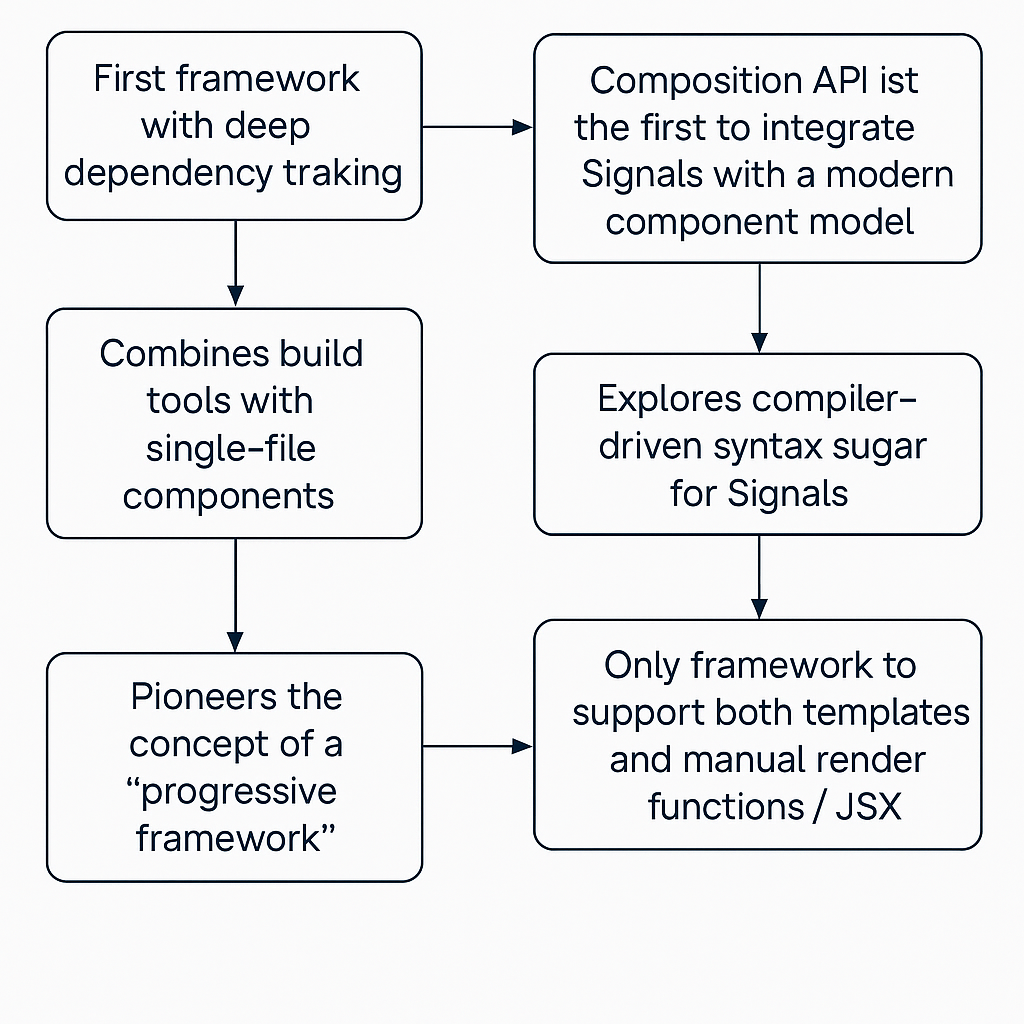 First framework
with deep
dependency traking
Composition API ist
the first to integrate
Signals with a modern
component model
Combines build
tools with
single-file
components
Explores compiler-
driven syntax sugar
for Signals
Pioneers the
concept of a
“progressive
framework”
Only framework to
support both templates
and manual render
functions / JSX